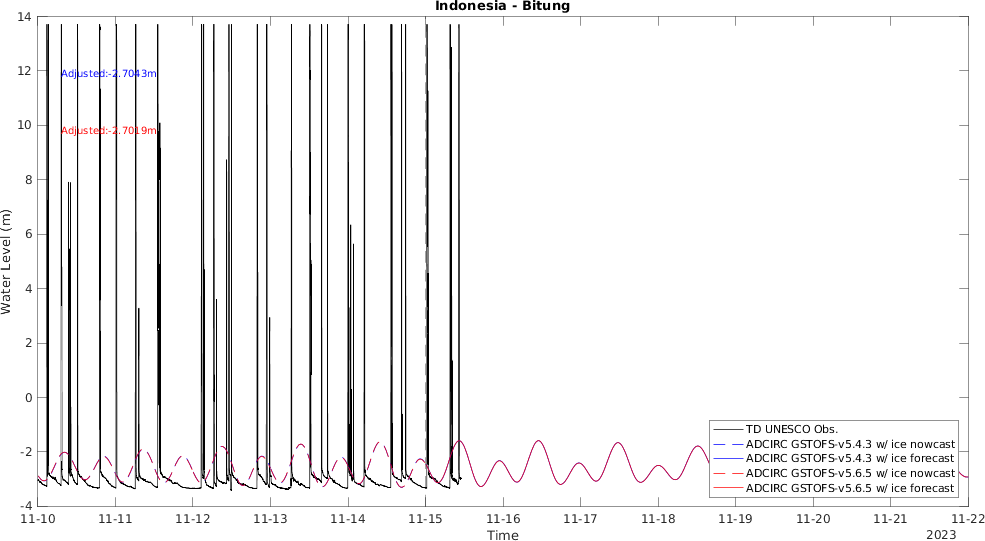 Indonesia - Bitung
14
12
10
8
6
4
2
0
-2
-4
Water Level (m)
Adjusted:-2.7043m
Adjusted:-2.7019m
TD UNESCO Obs.
ADCIRC GSTOFS-v5.4.3 w/ ice nowcast
ADCIRC GSTOFS-v5.4.3 w/ ice forecast
ADCIRC GSTOFS-v5.6.5 w/ ice nowcast
ADCIRC GSTOFS-v5.6.5 w/ ice forecast
11-10 11-11 11-12 11-13 11-14 11-15 11-16 11-17 11-18 11-19 11-20 11-21 11-22
Time
2023